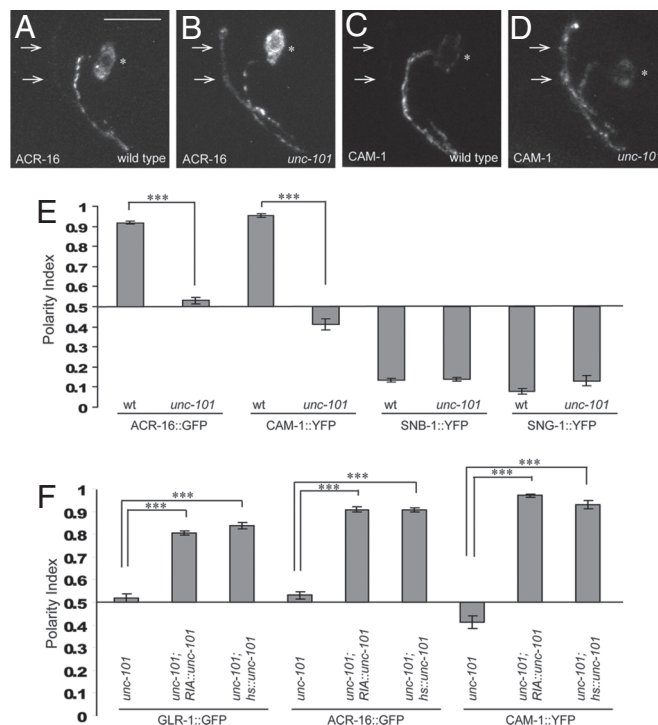 A
B
C
D
*
*
*
*
ACR-16 wild type
ACR-16 unc-101
CAM-1 wild type
CAM-1 unc-10
E
Polarity Index
1
0.9
0.8
0.7
0.6
0.5
0.4
0.3
0.2
0.1
0
***
***
wt unc-101 wt unc-101 wt unc-101 wt unc-101
ACR-16::GFP CAM-1::YFP SNB-1::YFP SNG-1::YFP
F
Polarity Index
1
0.9
0.8
0.7
0.6
0.5
0.4
0.3
0.2
0.1
0
***
***
***
***
***
***
unc-101
unc-101;
RIA::unc-101
unc-101;
hs::unc-101
unc-101
unc-101;
RIA::unc-101
unc-101;
hs::unc-101
unc-101
unc-101;
RIA::unc-101
unc-101;
hs::unc-101
GLR-1::GFP ACR-16::GFP CAM-1::YFP